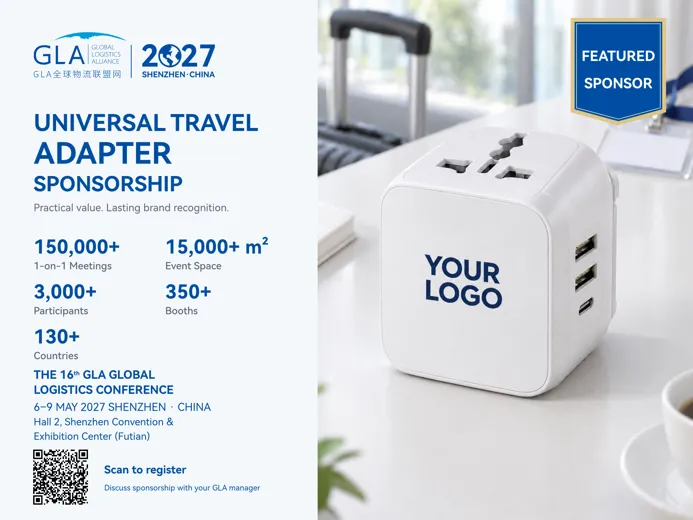 GLA
GLOBAL
LOGISTICS
ALLIANCE
GLA全球物流联盟网
2027
SHENZHEN·CHINA
FEATURED
SPONSOR
UNIVERSAL TRAVEL
ADAPTER
SPONSORSHIP
Practical value. Lasting brand recognition.
150,000+
1-on-1 Meetings
15,000+ m²
Event Space
3,000+
Participants
350+
Booths
130+
Countries
THE 16th GLA GLOBAL
LOGISTICS CONFERENCE
6–9 MAY 2027 SHENZHEN · CHINA
Hall 2, Shenzhen Convention &
Exhibition Center (Futian)
Scan to register
Discuss sponsorship with your GLA manager
YOUR
LOGO